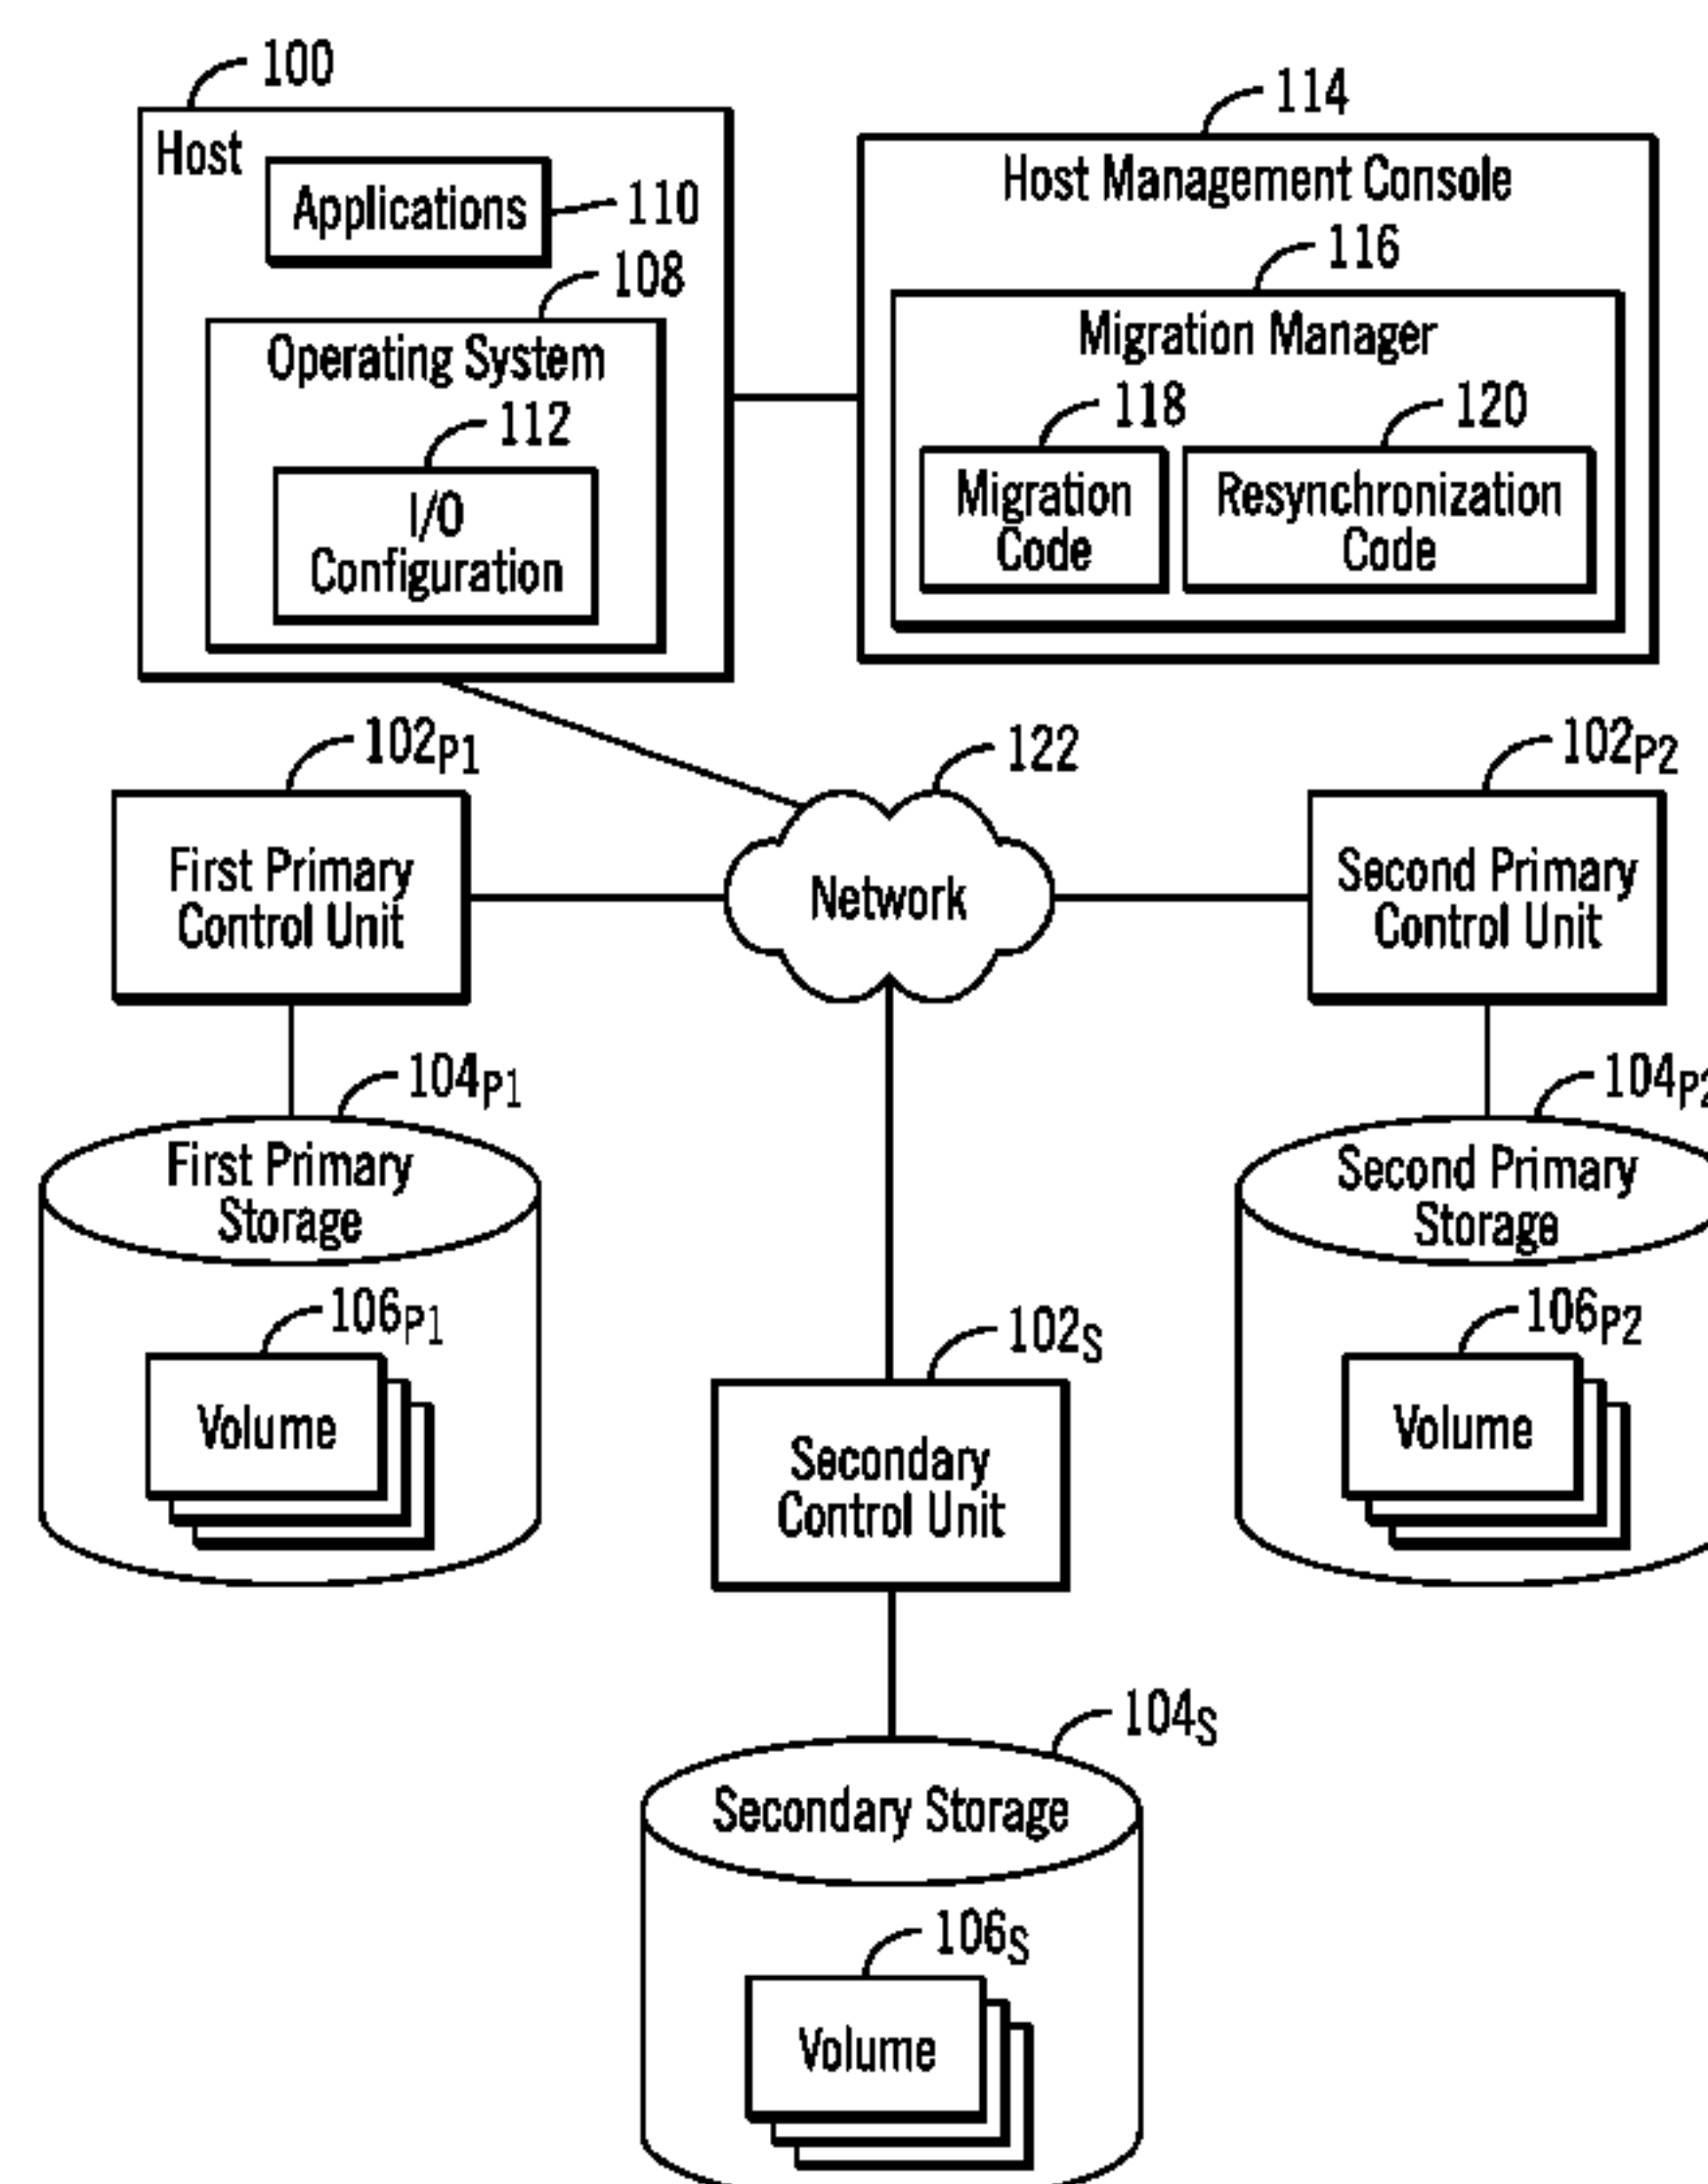 100
Host
Applications
110
108
Operating System
112
I/O
Configuration
114
Host Management Console
116
Migration Manager
118
Migration
Code
120
Resynchronization
Code
102P1
First Primary
Control Unit
122
Network
102P2
Second Primary
Control Unit
104P1
First Primary
Storage
106P1
Volume
104P2
Second Primary
Storage
106P2
Volume
102S
Secondary
Control Unit
104S
Secondary Storage
106S
Volume